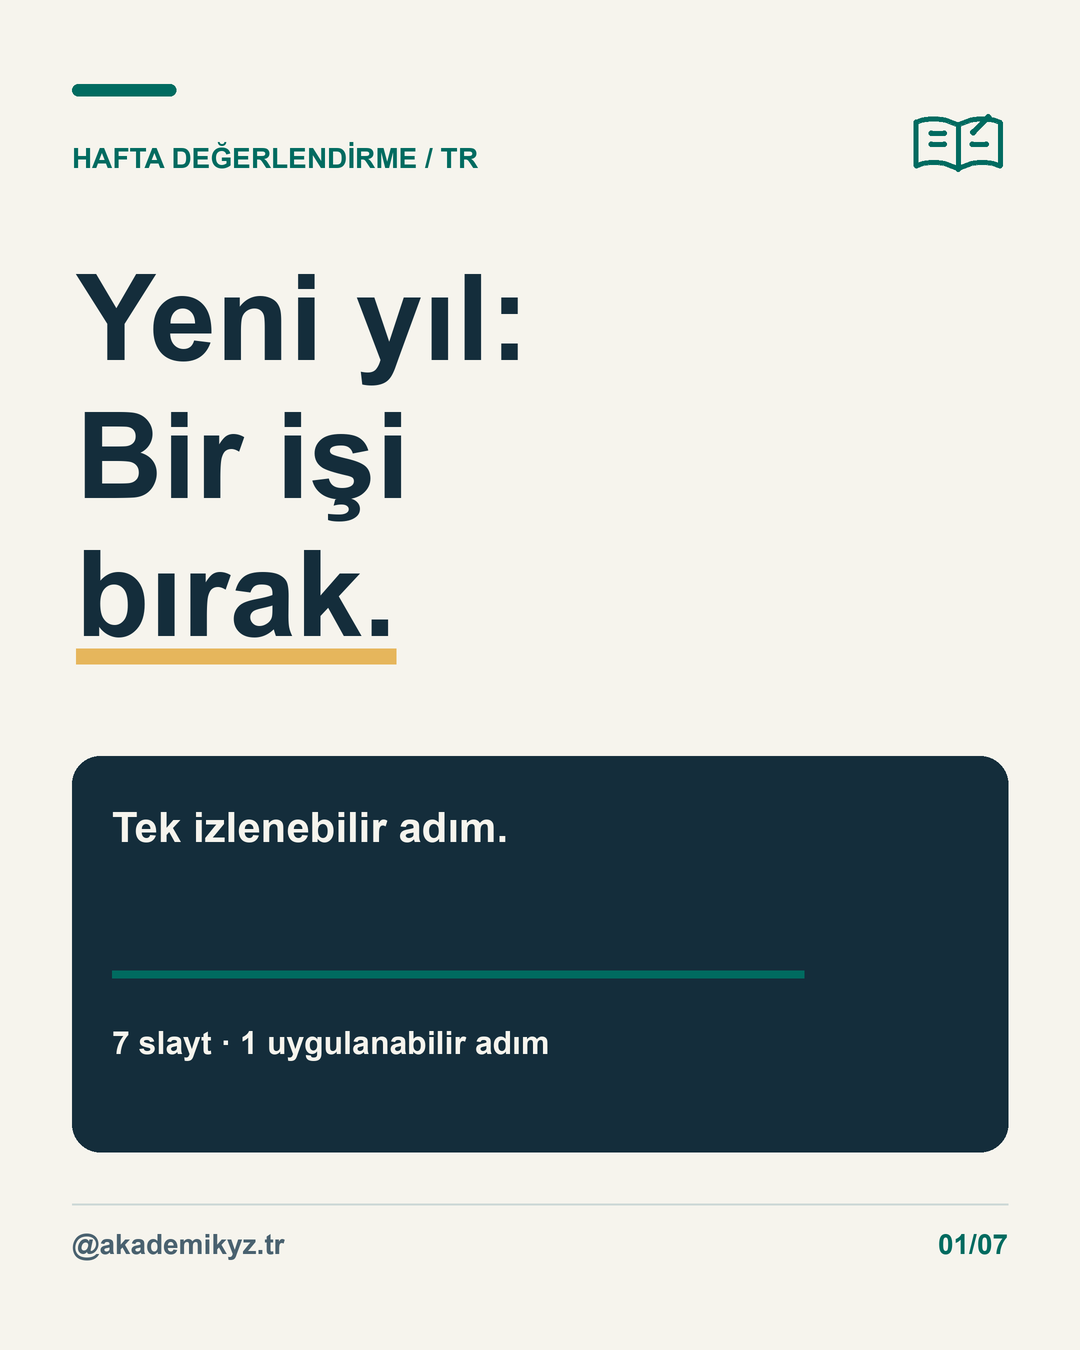 HAFTA DEĞERLENDİRME / TR
Yeni yıl:
Bir işi
bırak.
Tek izlenebilir adım.
7 slayt · 1 uygulanabilir adım
@akademikyz.tr
01/07